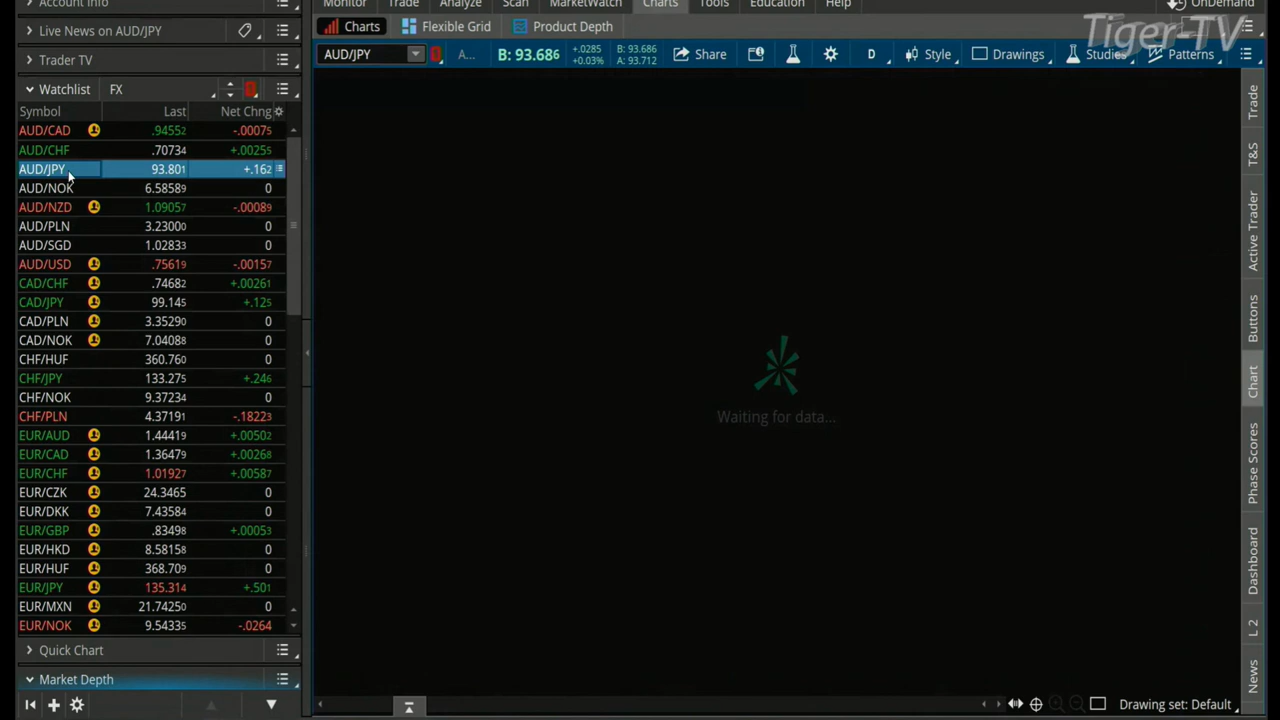 Account Info
Monitor Trade Analyze Scan MarketWatch Charts Tools Education Help
OnDemand
Tiger-TV
Live News on AUD/JPY
Charts Flexible Grid Product Depth
Trader TV
AUD/JPY A... B: 93.686 +.0285 +0.03% B: 93.686 A: 93.712 Share D Style Drawings Studies Patterns
Watchlist FX
Symbol Last Net Chng
AUD/CAD .94552 -.00075
AUD/CHF .70734 +.00255
AUD/JPY 93.801 +.162
AUD/NOK 6.58589 0
AUD/NZD 1.09057 -.00089
AUD/PLN 3.23000 0
AUD/SGD 1.02833 0
AUD/USD .75619 -.00157
CAD/CHF .74682 +.00261
CAD/JPY 99.145 +.125
CAD/PLN 3.35290 0
CAD/NOK 7.04088 0
CHF/HUF 360.760 0
CHF/JPY 133.275 +.246
CHF/NOK 9.37234 0
CHF/PLN 4.37191 -.18223
EUR/AUD 1.44419 +.00502
EUR/CAD 1.36479 +.00268
EUR/CHF 1.01927 +.00587
EUR/CZK 24.3465 0
EUR/DKK 7.43584 0
EUR/GBP .83498 +.00053
EUR/HKD 8.58158 0
EUR/HUF 368.709 0
EUR/JPY 135.314 +.501
EUR/MXN 21.74250 0
EUR/NOK 9.54335 -.0264
Quick Chart
Market Depth
Waiting for data...
Trade
T&S
Active Trader
Buttons
Chart
Phase Scores
Dashboard
L 2
News
Drawing set: Default